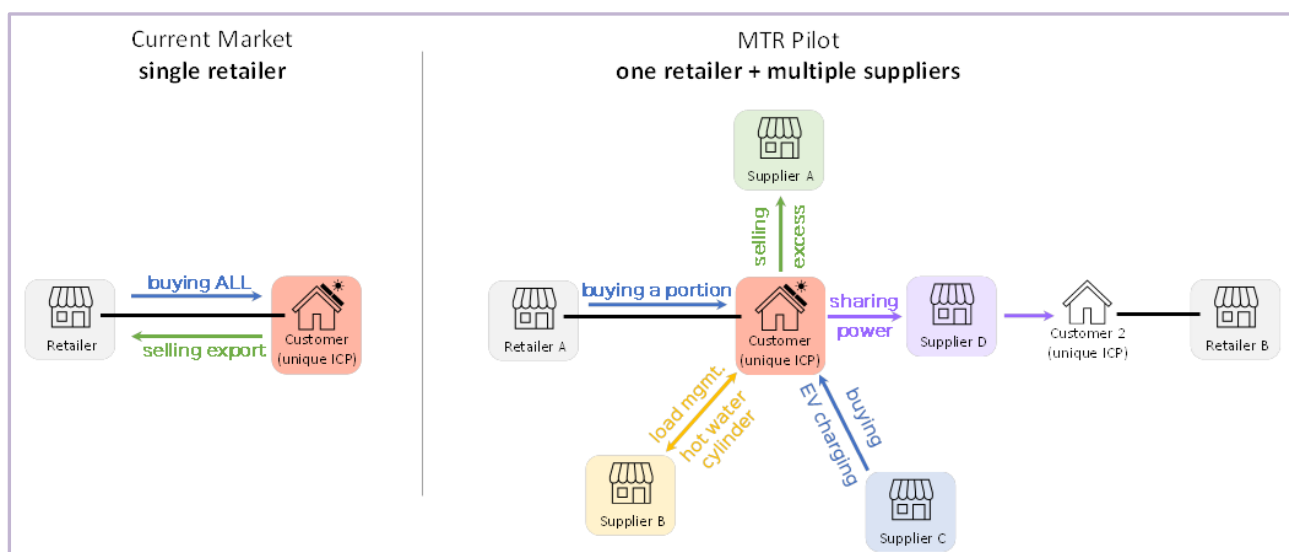 Current Market
single retailer
MTR Pilot
one retailer + multiple suppliers
Supplier A
selling
excess
buying ALL
Retailer
selling export
Customer
(unique ICP)
buying a portion
Retailer A
Customer
(unique ICP)
sharing
power
Supplier D
Customer 2
(unique ICP)
Retailer B
load mgmt.
hot water
cylinder
Supplier B
buying
EV charging
Supplier C